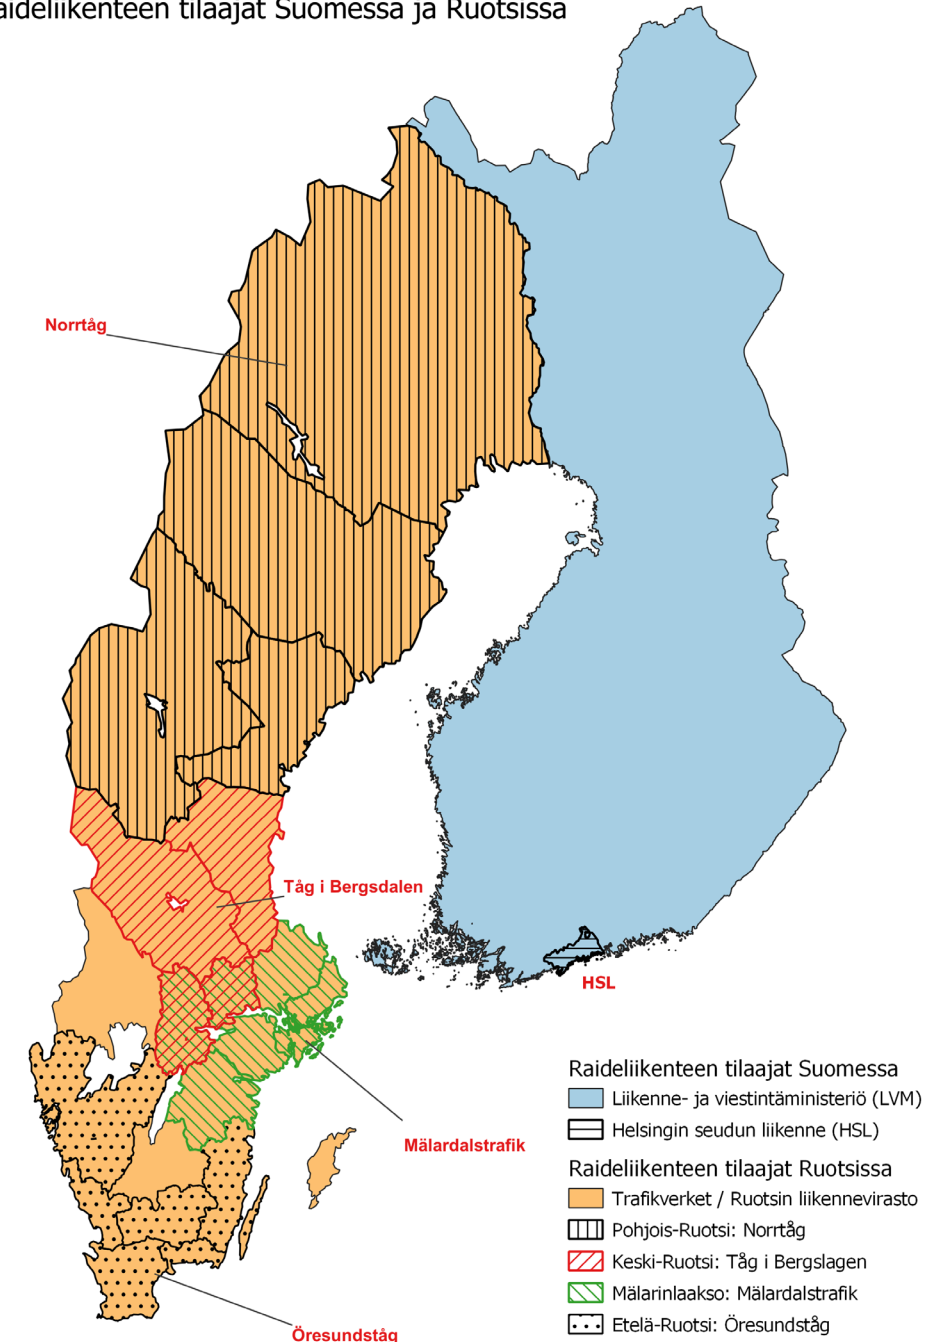 aideliikenteen tilaajat Suomessa ja Ruotsissa
Norrtåg
Tåg i Bergsdalen
HSL
Mälardalstrafik
Öresundståg
Raideliikenteen tilaajat Suomessa
Liikenne- ja viestintäministeriö (LVM)
Helsingin seudun liikenne (HSL)
Raideliikenteen tilaajat Ruotsissa
Trafikverket / Ruotsin liikennevirasto
Pohjois-Ruotsi: Norrtåg
Keski-Ruotsi: Tåg i Bergslagen
Mälarinlaakso: Mälardalstrafik
Etelä-Ruotsi: Öresundståg